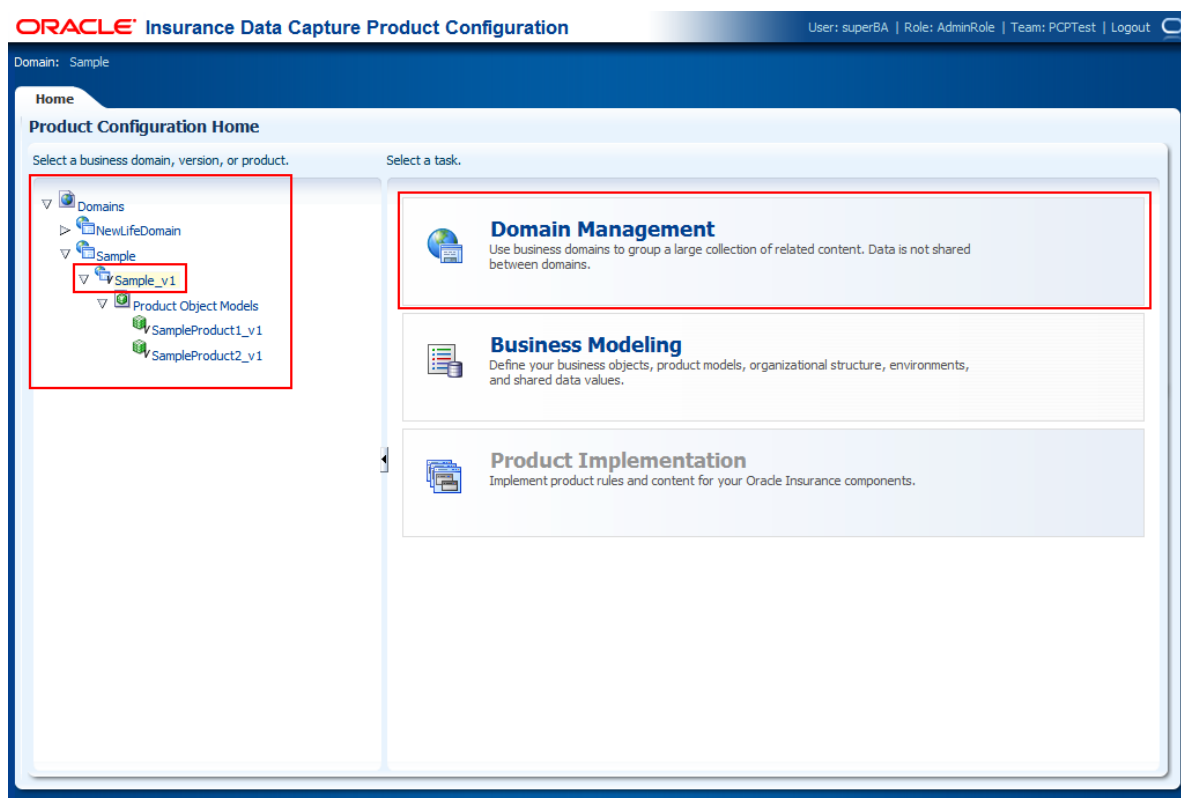 ORACLE Insurance Data Capture Product Configuration
User: superBA | Role: AdminRole | Team: PCPTest | Logout
Domain: Sample
Home
Product Configuration Home
Select a business domain, version, or product.
Select a task.
Domains
NewLifeDomain
Sample
Sample_v1
Product Object Models
SampleProduct1_v1
SampleProduct2_v1
Domain Management
Use business domains to group a large collection of related content. Data is not shared
between domains.
Business Modeling
Define your business objects, product models, organizational structure, environments,
and shared data values.
Product Implementation
Implement product rules and content for your Oracle Insurance components.